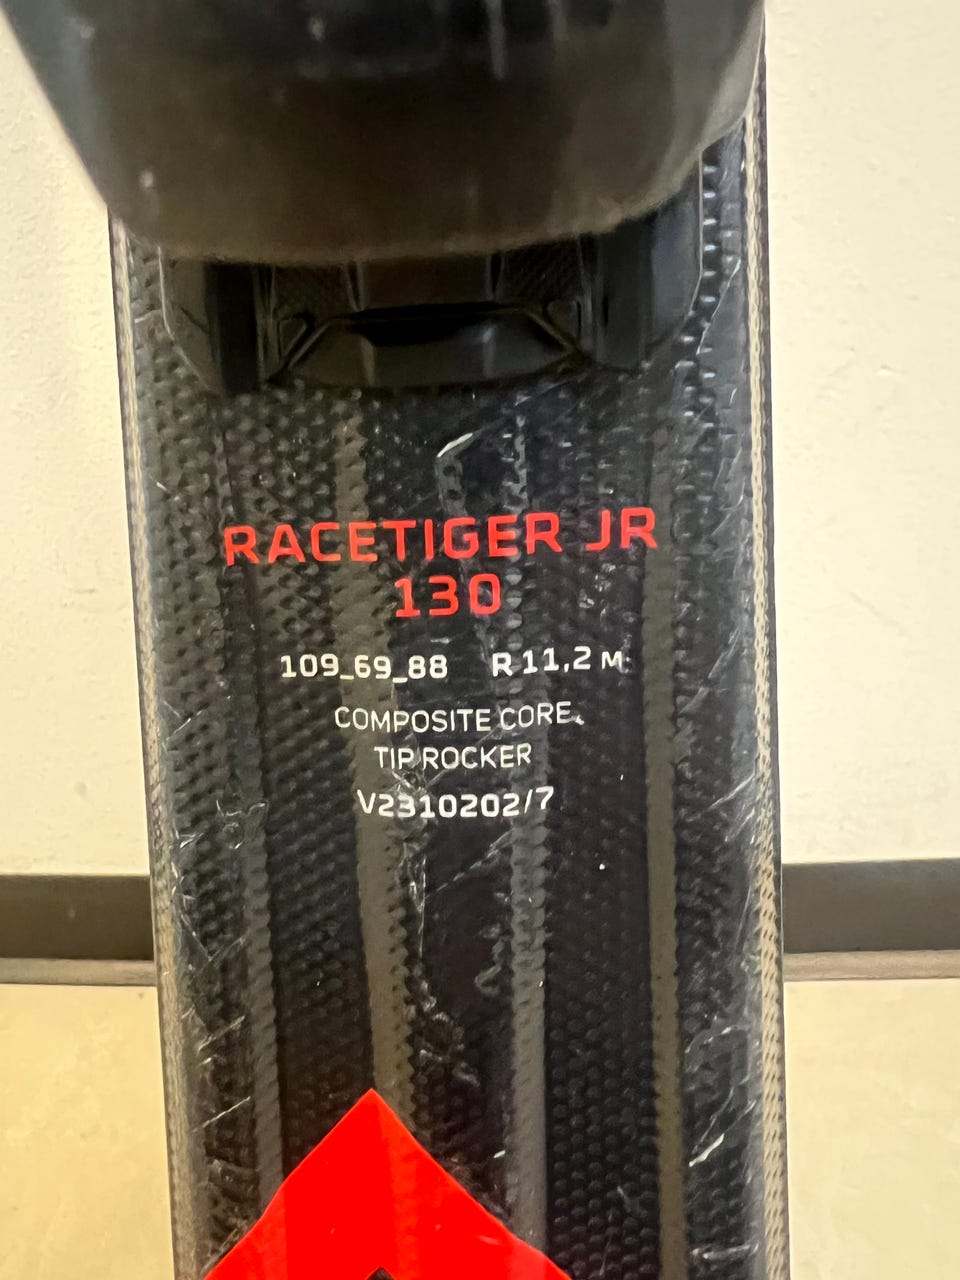 RACETIGER JR
130
109_69_88 R 11,2 M
COMPOSITE CORE
TIP ROCKER
V2310202/7